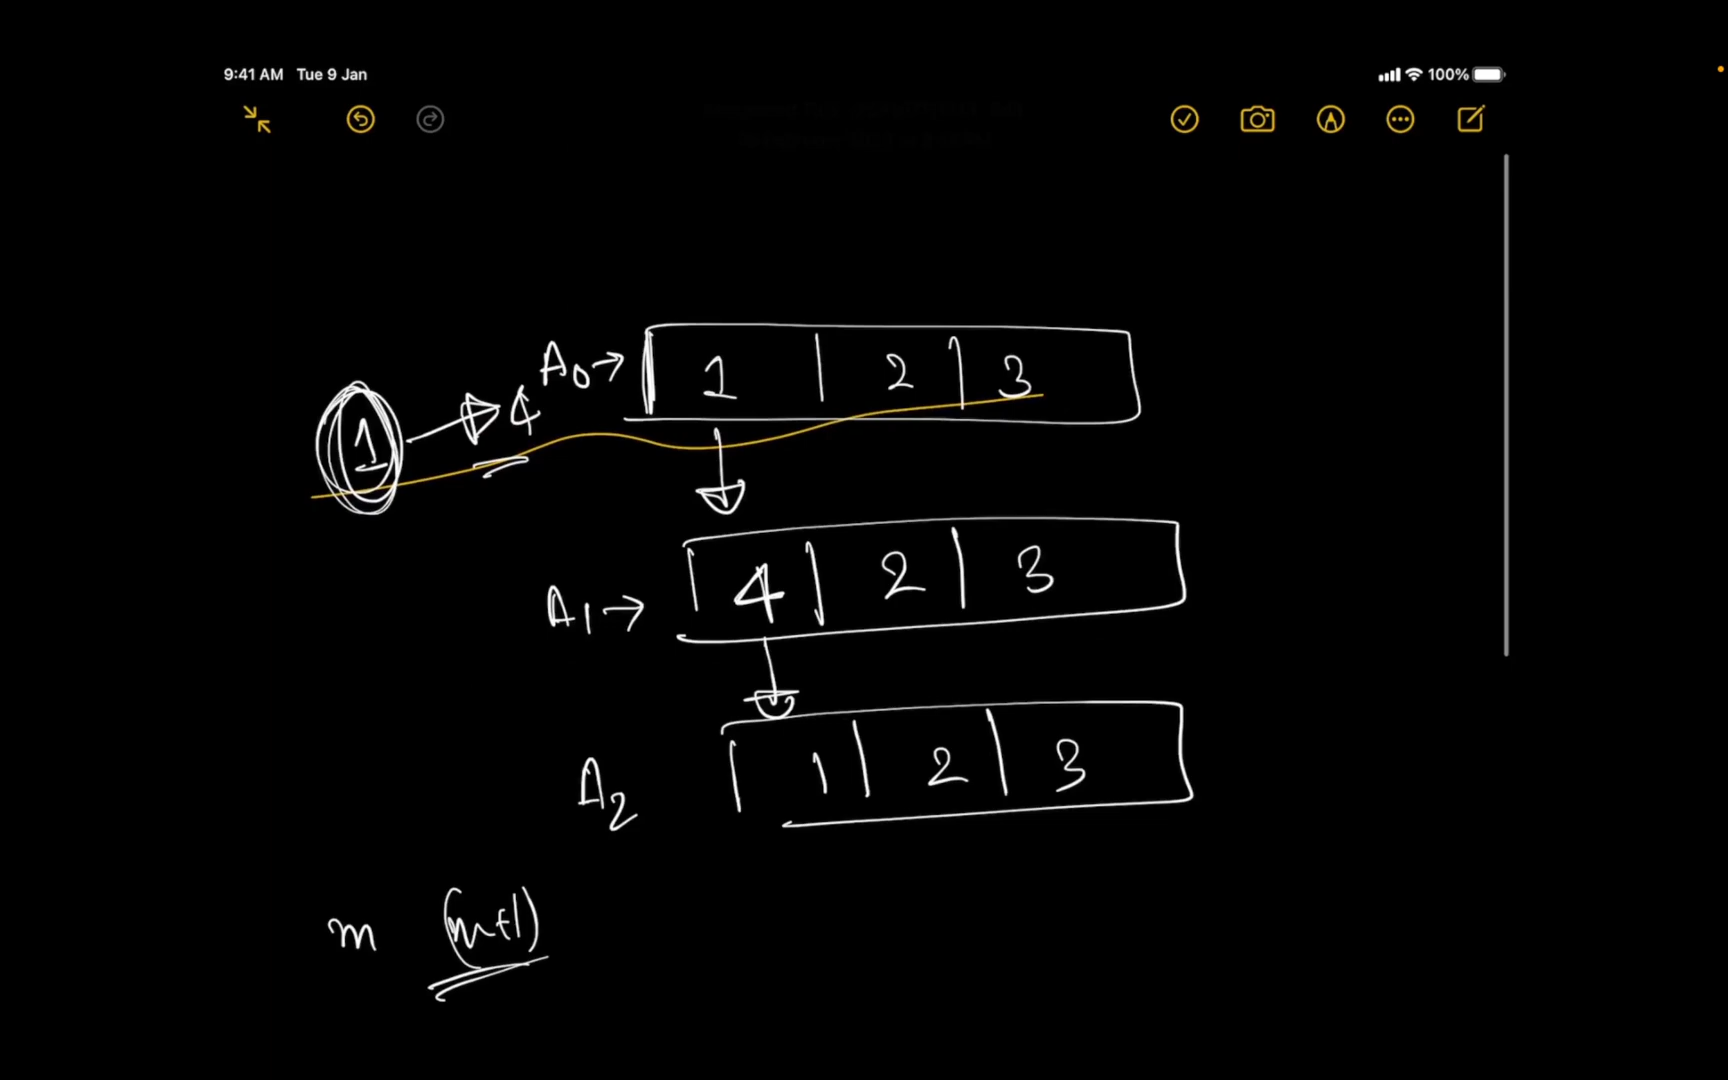 9:41 AM Tue 9 Jan 100%
A0→ 1 2 3
1 → 4
A1→ 4 2 3
A2 1 2 3
m (m+1)